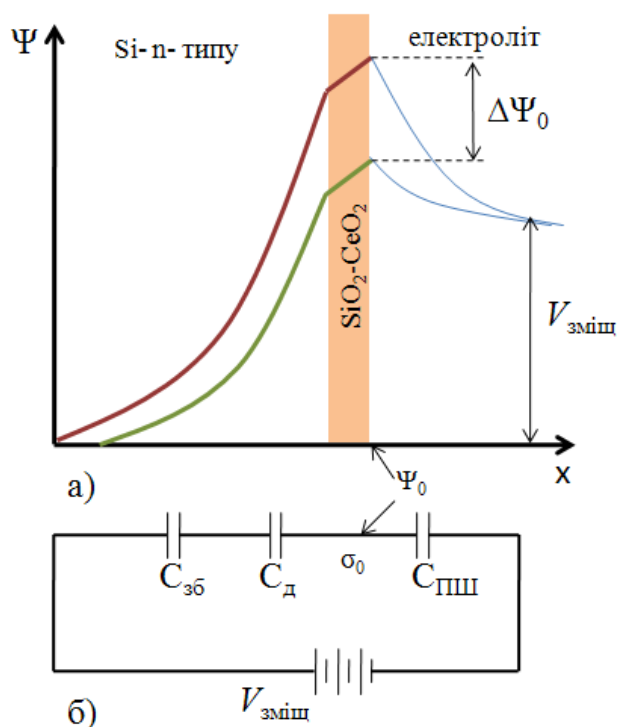 Ψ
Si- n- типу
електроліт
ΔΨ₀
SiO₂-CeO₂
Vзміщ
а)
x
Ψ₀
Cзб
Cд
σ₀
CПШ
Vзміщ
б)